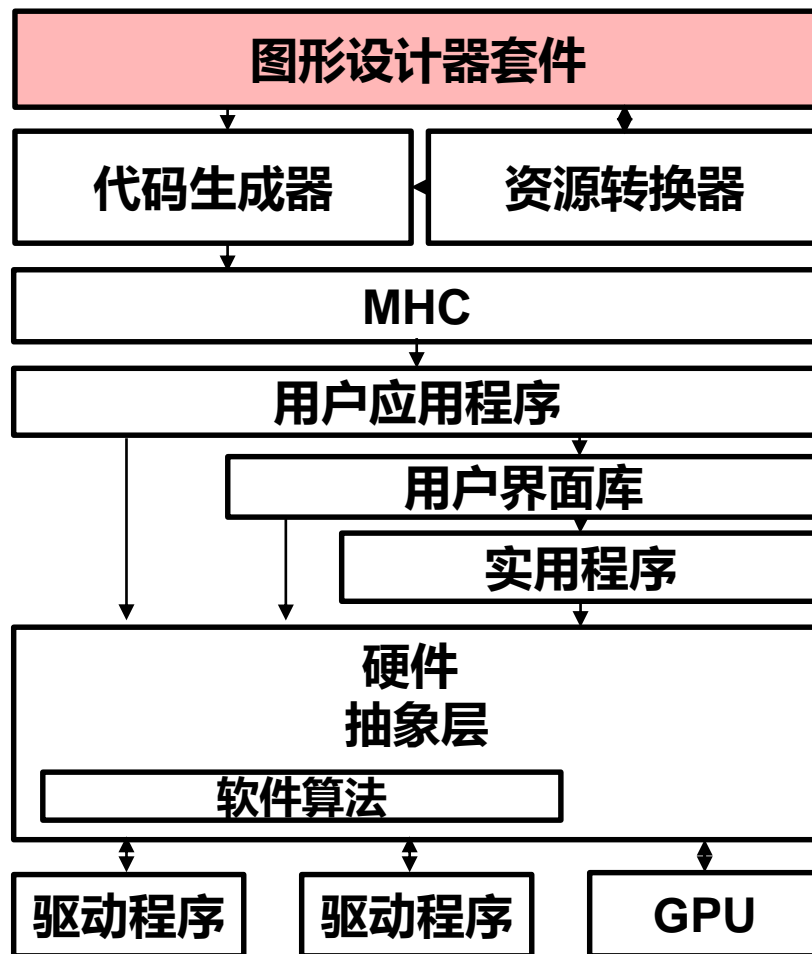 图形设计器套件
代码生成器
资源转换器
MHC
用户应用程序
用户界面库
实用程序
硬件
抽象层
软件算法
驱动程序
驱动程序
GPU